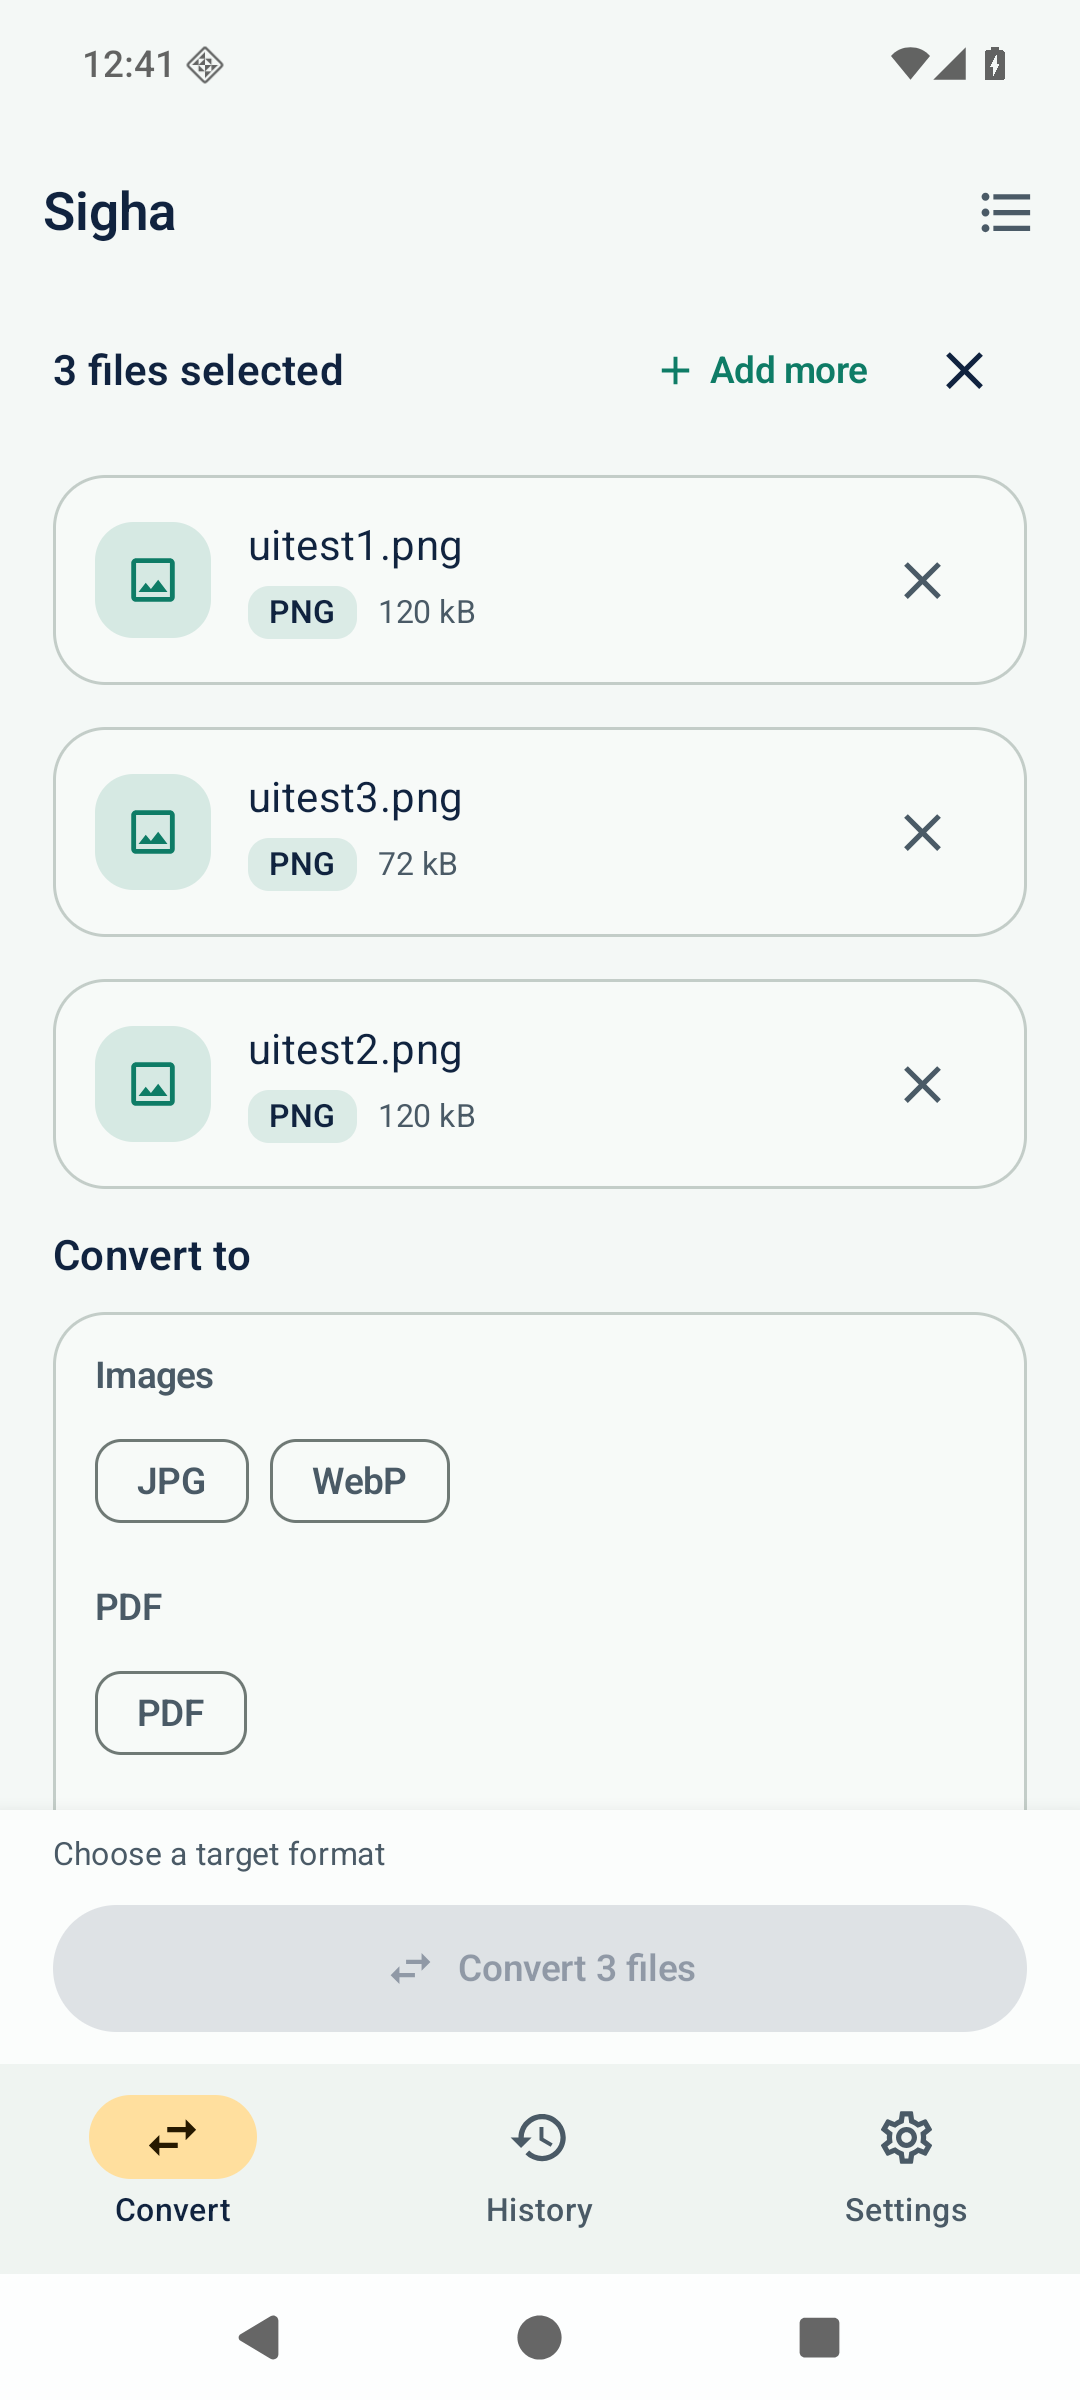 12:41
Sigha
3 files selected
Add more
uitest1.png
PNG 120 kB
uitest3.png
PNG 72 kB
uitest2.png
PNG 120 kB
Convert to
Images
JPG WebP
PDF
PDF
Choose a target format
Convert 3 files
Convert History Settings